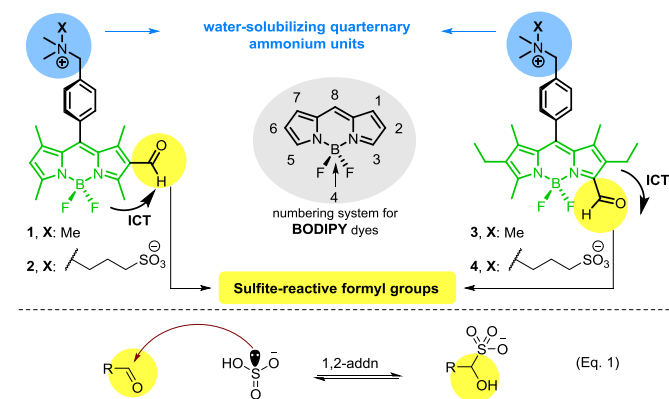 water-solubilizing quarternary
ammonium units
X
N
⊕
O
H
N
N
B
F
F
ICT
1, X: Me
2, X:
SO3
⊖
8
7
1
6
2
5
3
N
N
B
F
F
4
numbering system for
BODIPY dyes
X
N
⊕
N
N
B
F
F
H
O
ICT
3, X: Me
4, X:
SO3
⊖
Sulfite-reactive formyl groups
R
O
HO
S
O
O-
1,2-addn
O
O
S
O-
R
OH
(Eq. 1)